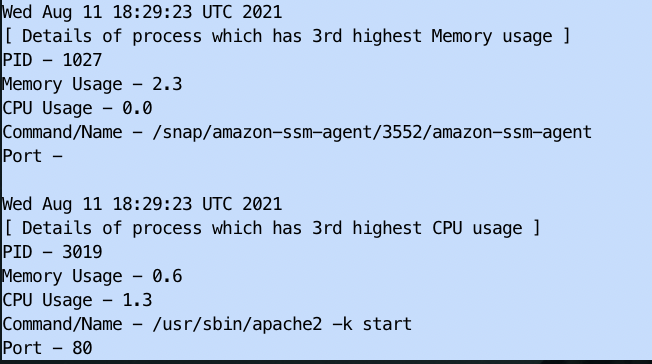 Wed Aug 11 18:29:23 UTC 2021
[ Details of process which has 3rd highest Memory usage ]
PID - 1027
Memory Usage - 2.3
CPU Usage - 0.0
Command/Name - /snap/amazon-ssm-agent/3552/amazon-ssm-agent
Port -
Wed Aug 11 18:29:23 UTC 2021
[ Details of process which has 3rd highest CPU usage ]
PID - 3019
Memory Usage - 0.6
CPU Usage - 1.3
Command/Name - /usr/sbin/apache2 -k start
Port - 80